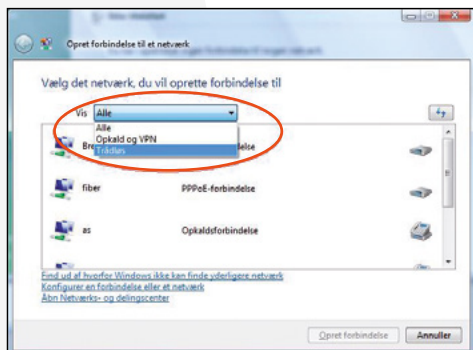 Opret forbindelse til et netværk
Vælg det netværk, du vil oprette forbindelse til
Vis Alle
Alle
Opkald og VPN
Trådløs
fiber PPPoE-forbindelse
as Opkaldsforbindelse
Find ud af hvorfor Windows ikke kan finde yderligere netværk
Konfigurer en forbindelse eller et netværk
Åbn Netværks- og delingscenter
Opret forbindelse Annuller